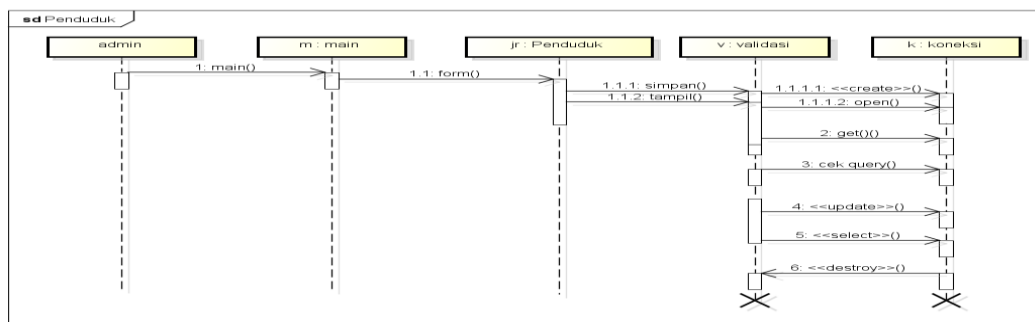 sd Penduduk
admin
m : main
jr : Penduduk
v : validasi
k : koneksi
1: main()
1.1: form()
1.1.1: simpan()
1.1.2: tampil()
1.1.1.1: <<create>>()
1.1.1.2: open()
2: get()()
3: cek query()
4: <<update>>()
5: <<select>>()
6: <<destroy>>()